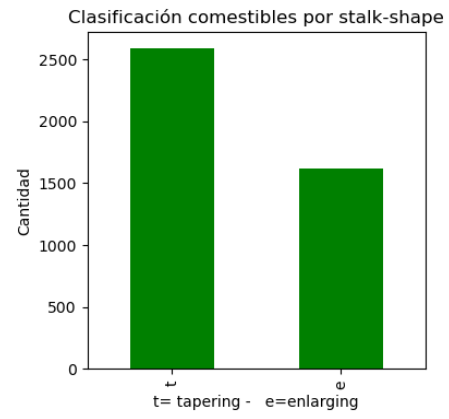 Clasificación comestibles por stalk-shape
2500
2000
1500
1000
500
0
Cantidad
t
e
t= tapering -   e=enlarging